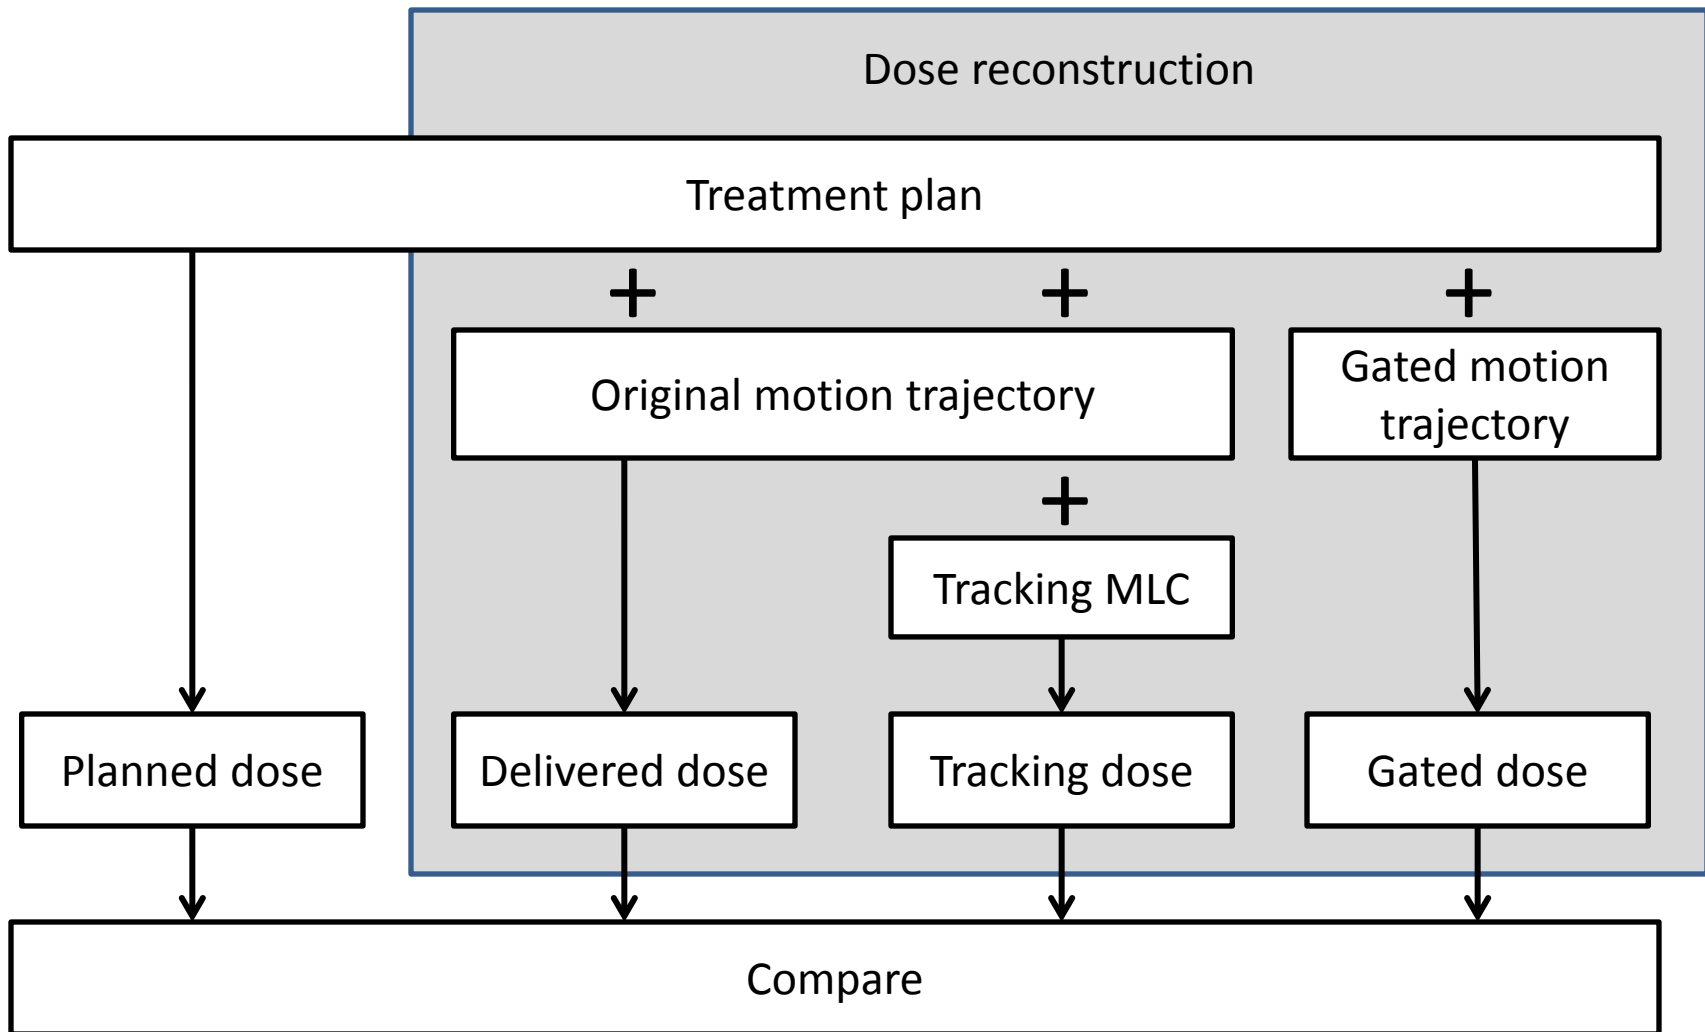 Dose reconstruction
Treatment plan
+ + +
Original motion trajectory
Gated motion
trajectory
+
Tracking MLC
Planned dose
Delivered dose
Tracking dose
Gated dose
Compare